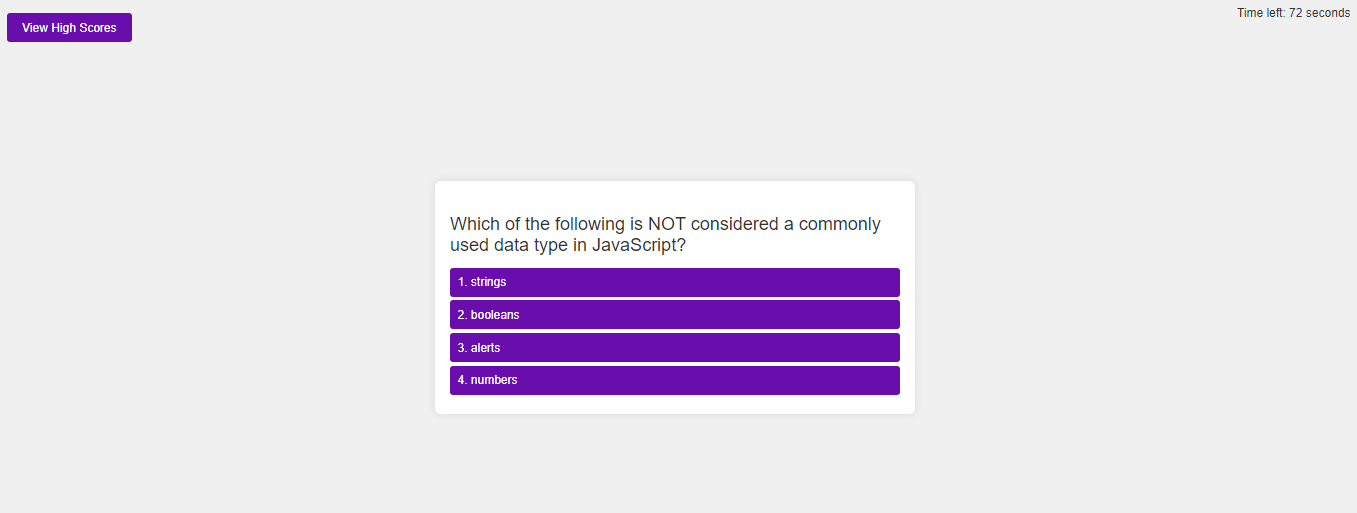 View High Scores
Time left: 72 seconds
Which of the following is NOT considered a commonly
used data type in JavaScript?
1. strings
2. booleans
3. alerts
4. numbers